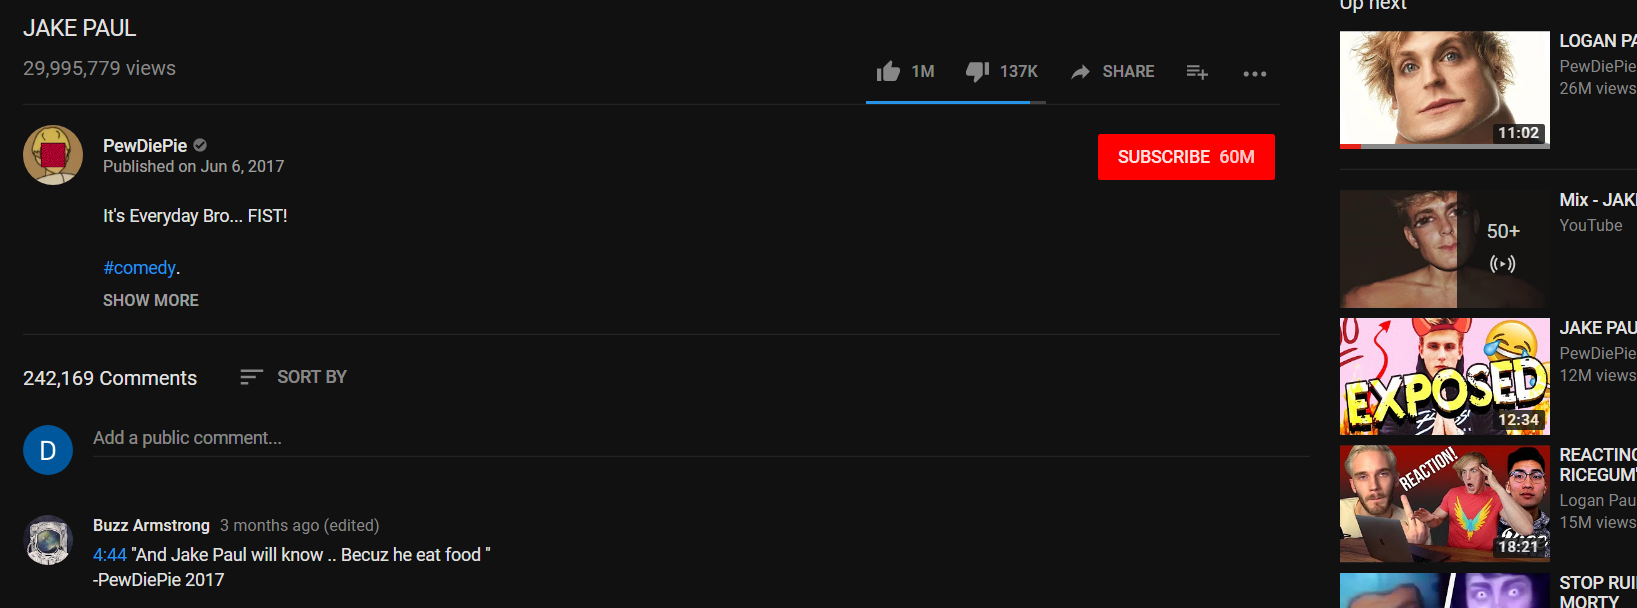 JAKE PAUL
29,995,779 views
1M
137K
SHARE
PewDiePie
Published on Jun 6, 2017
SUBSCRIBE 60M
It's Everyday Bro... FIST!
#comedy.
SHOW MORE
242,169 Comments
SORT BY
D
Add a public comment...
Buzz Armstrong 3 months ago (edited)
4:44 "And Jake Paul will know .. Becuz he eat food "
-PewDiePie 2017
Up next
11:02
LOGAN PA
PewDiePie
26M views
50+
Mix - JAK
YouTube
EXPOSED
12:34
JAKE PAU
PewDiePie
12M views
REACTION!
18:21
REACTING
RICEGUM'
Logan Pau
15M views
STOP RUI
MORTY